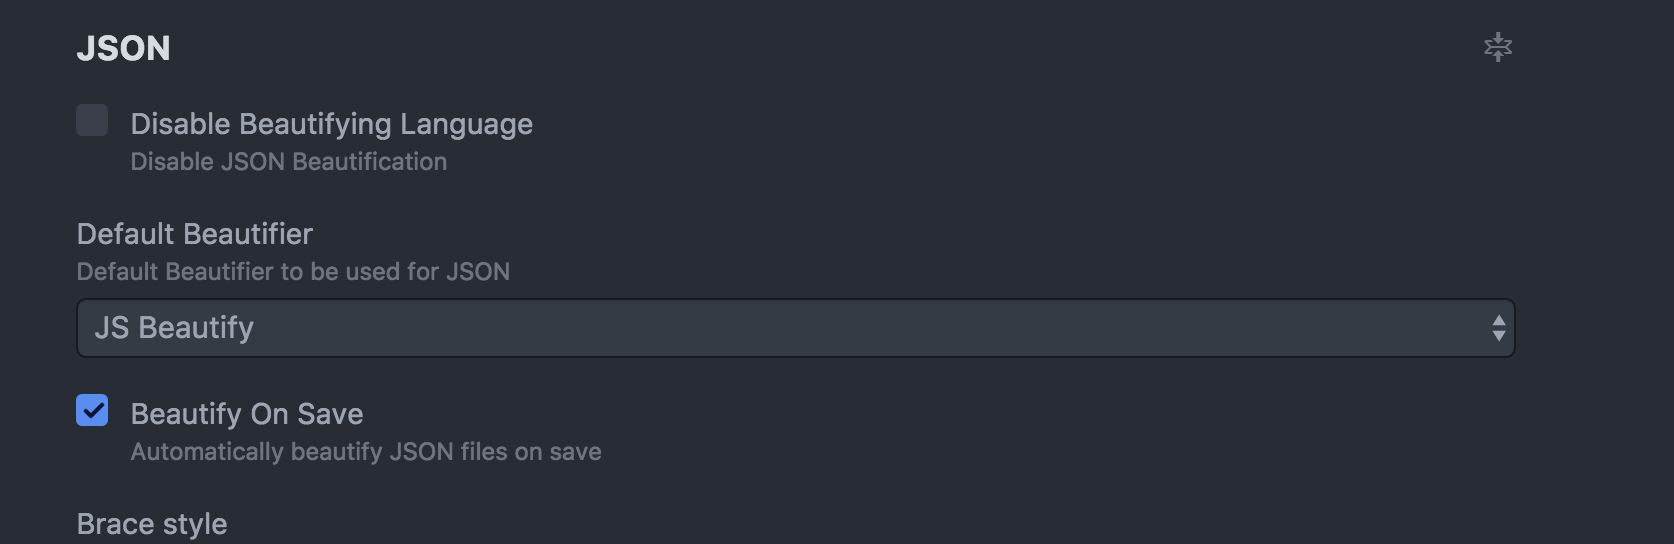 JSON
Disable Beautifying Language
Disable JSON Beautification
Default Beautifier
Default Beautifier to be used for JSON
JS Beautify
Beautify On Save
Automatically beautify JSON files on save
Brace style